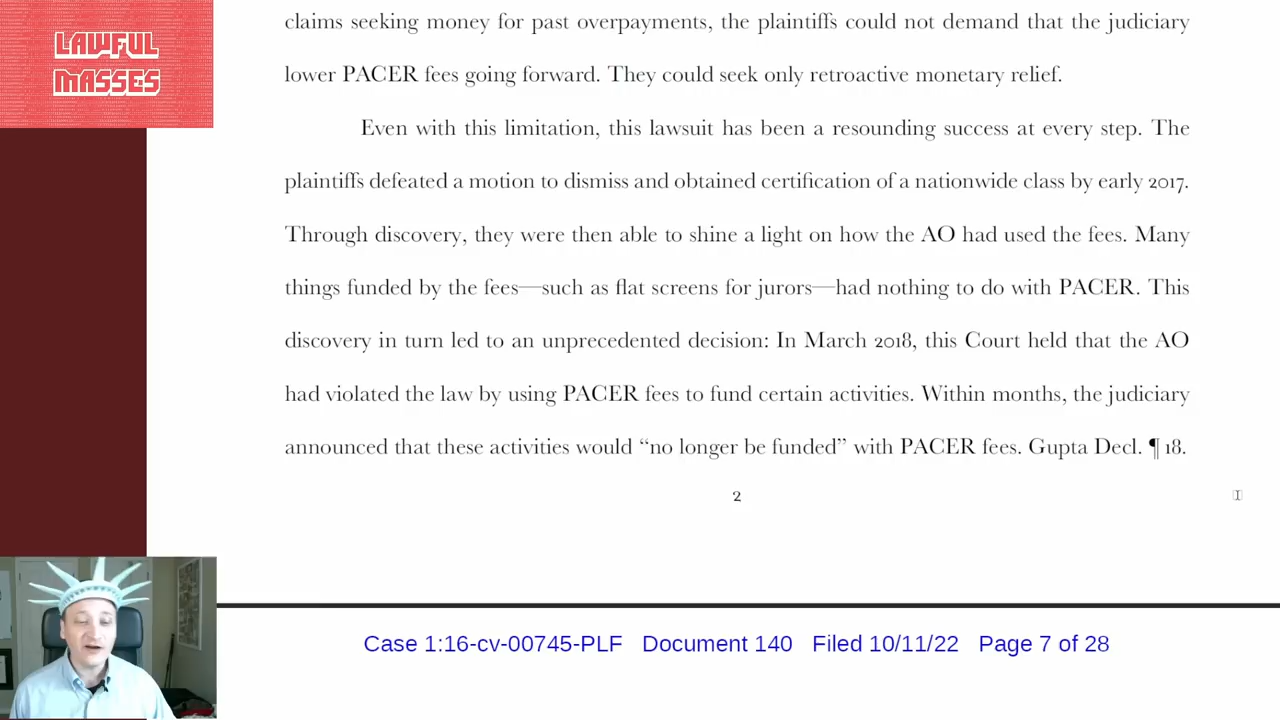 LAWFUL
MASSES
claims seeking money for past overpayments, the plaintiffs could not demand that the judiciary
lower PACER fees going forward. They could seek only retroactive monetary relief.
Even with this limitation, this lawsuit has been a resounding success at every step. The
plaintiffs defeated a motion to dismiss and obtained certification of a nationwide class by early 2017.
Through discovery, they were then able to shine a light on how the AO had used the fees. Many
things funded by the fees—such as flat screens for jurors—had nothing to do with PACER. This
discovery in turn led to an unprecedented decision: In March 2018, this Court held that the AO
had violated the law by using PACER fees to fund certain activities. Within months, the judiciary
announced that these activities would “no longer be funded” with PACER fees. Gupta Decl. ¶ 18.
2
Case 1:16-cv-00745-PLF Document 140 Filed 10/11/22 Page 7 of 28